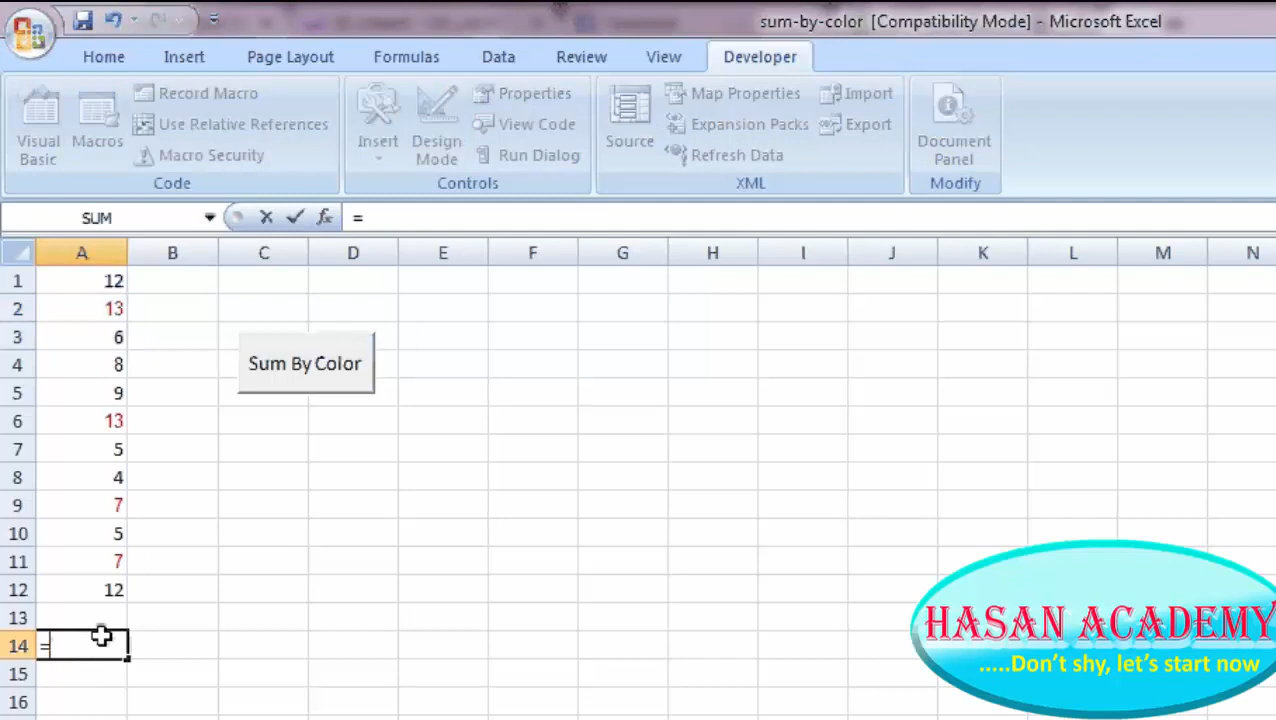 sum-by-color [Compatibility Mode] - Microsoft Excel
Home Insert Page Layout Formulas Data Review View Developer
Visual Basic
Macros
Record Macro
Use Relative References
Macro Security
Code
Insert
Design Mode
Properties
View Code
Run Dialog
Controls
Source
Map Properties
Expansion Packs
Refresh Data
Import
Export
XML
Document Panel
Modify
SUM fx =
A B C D E F G H I J K L M N
1 12
2 13
3 6
Sum By Color
4 8
5 9
6 13
7 5
8 4
9 7
10 5
11 7
12 12
13
14 =
15
16
HASAN ACADEMY
.....Don't shy, let's start now